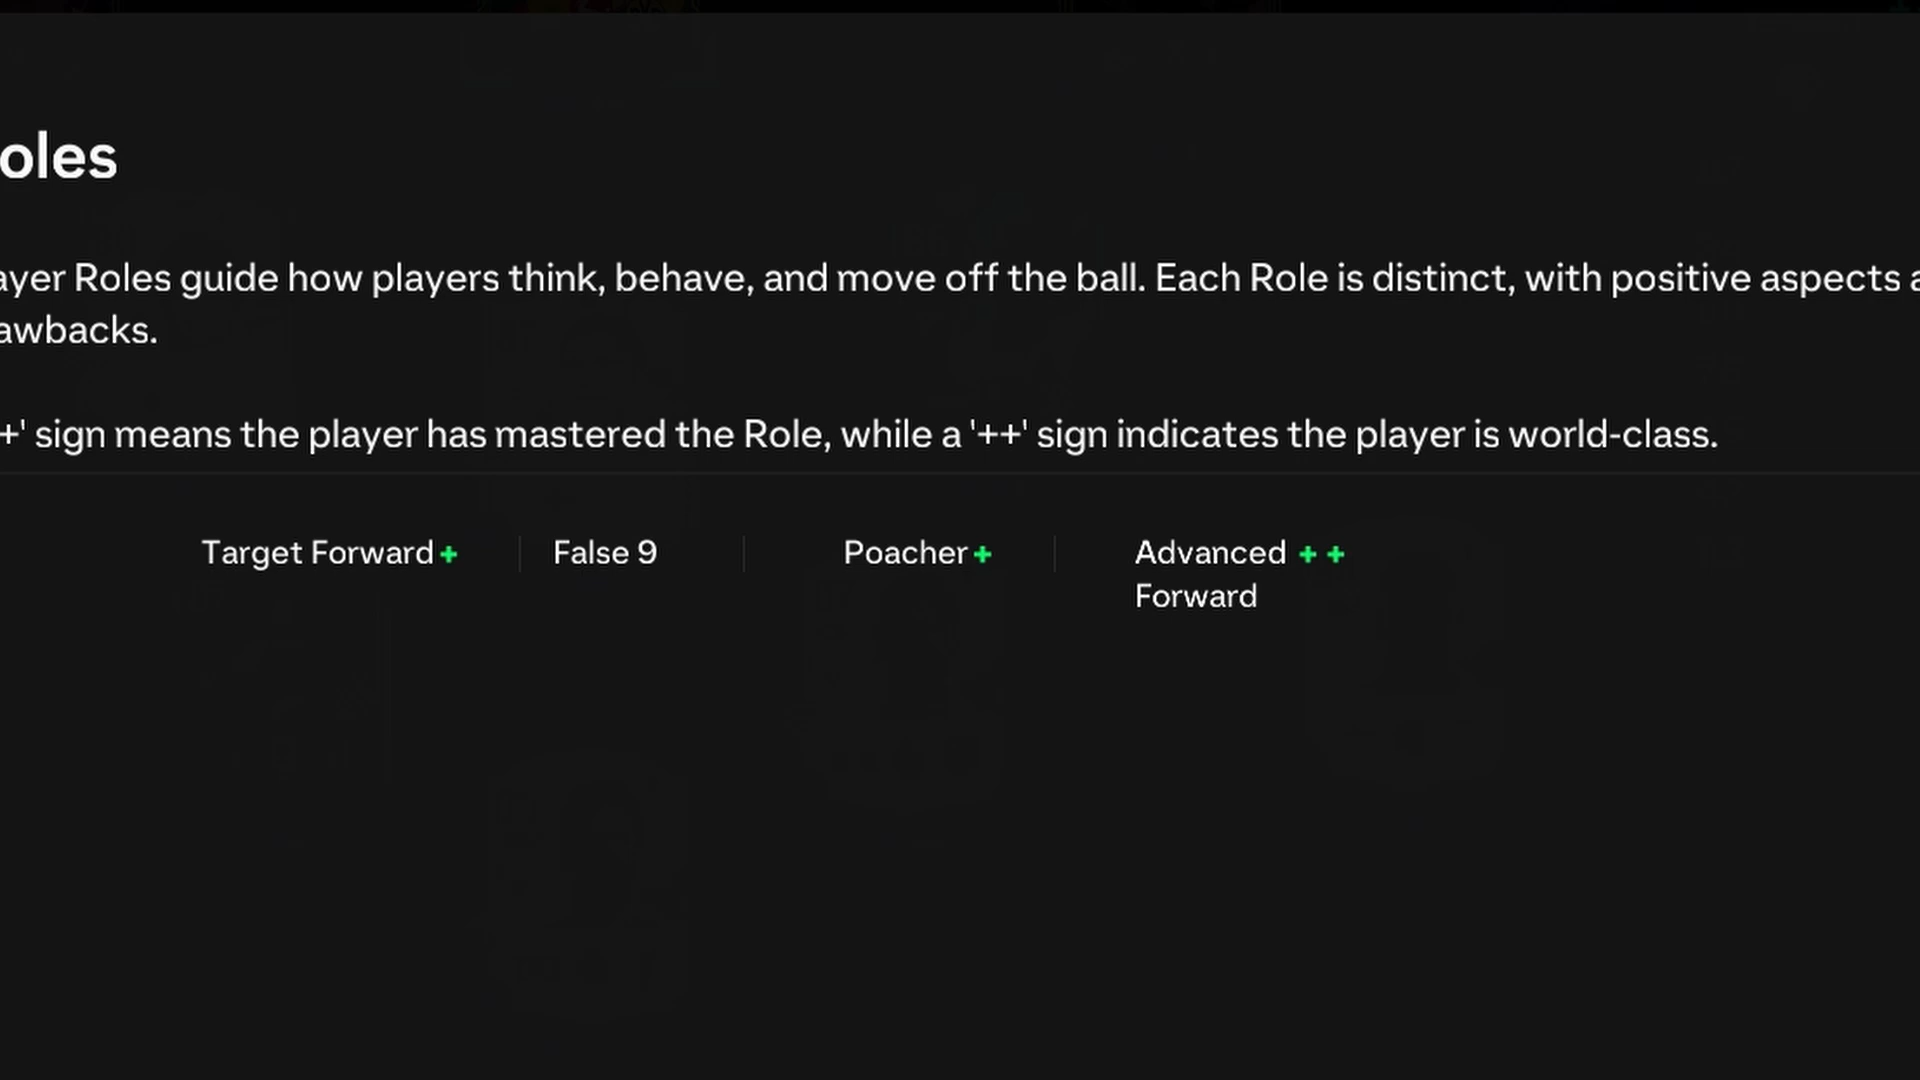 oles
ayer Roles guide how players think, behave, and move off the ball. Each Role is distinct, with positive aspects a
awbacks.
+' sign means the player has mastered the Role, while a '++' sign indicates the player is world-class.
Target Forward+ False 9 Poacher+ Advanced ++
Forward